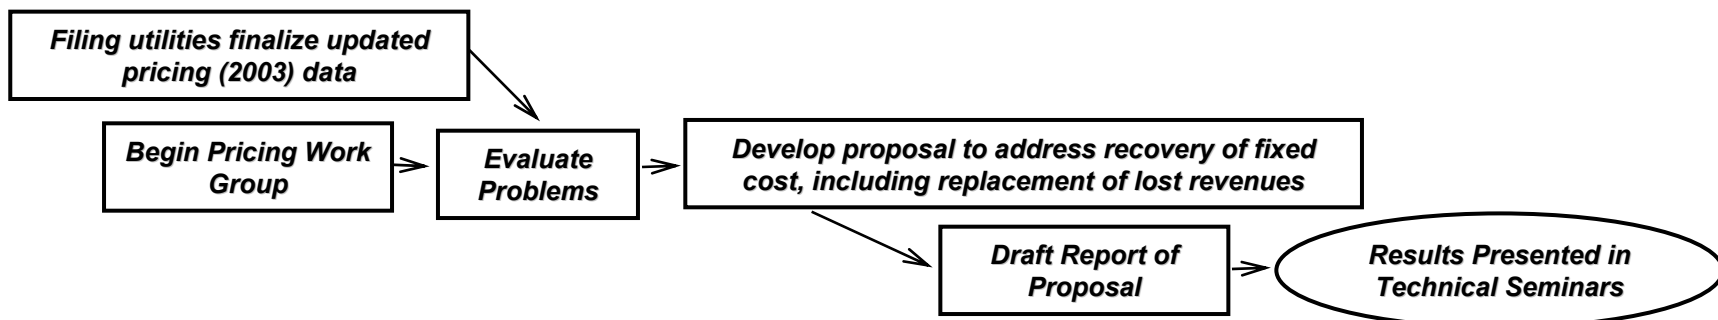 Filing utilities finalize updated
pricing (2003) data
Begin Pricing Work
Group
Evaluate
Problems
Develop proposal to address recovery of fixed
cost, including replacement of lost revenues
Draft Report of
Proposal
Results Presented in
Technical Seminars